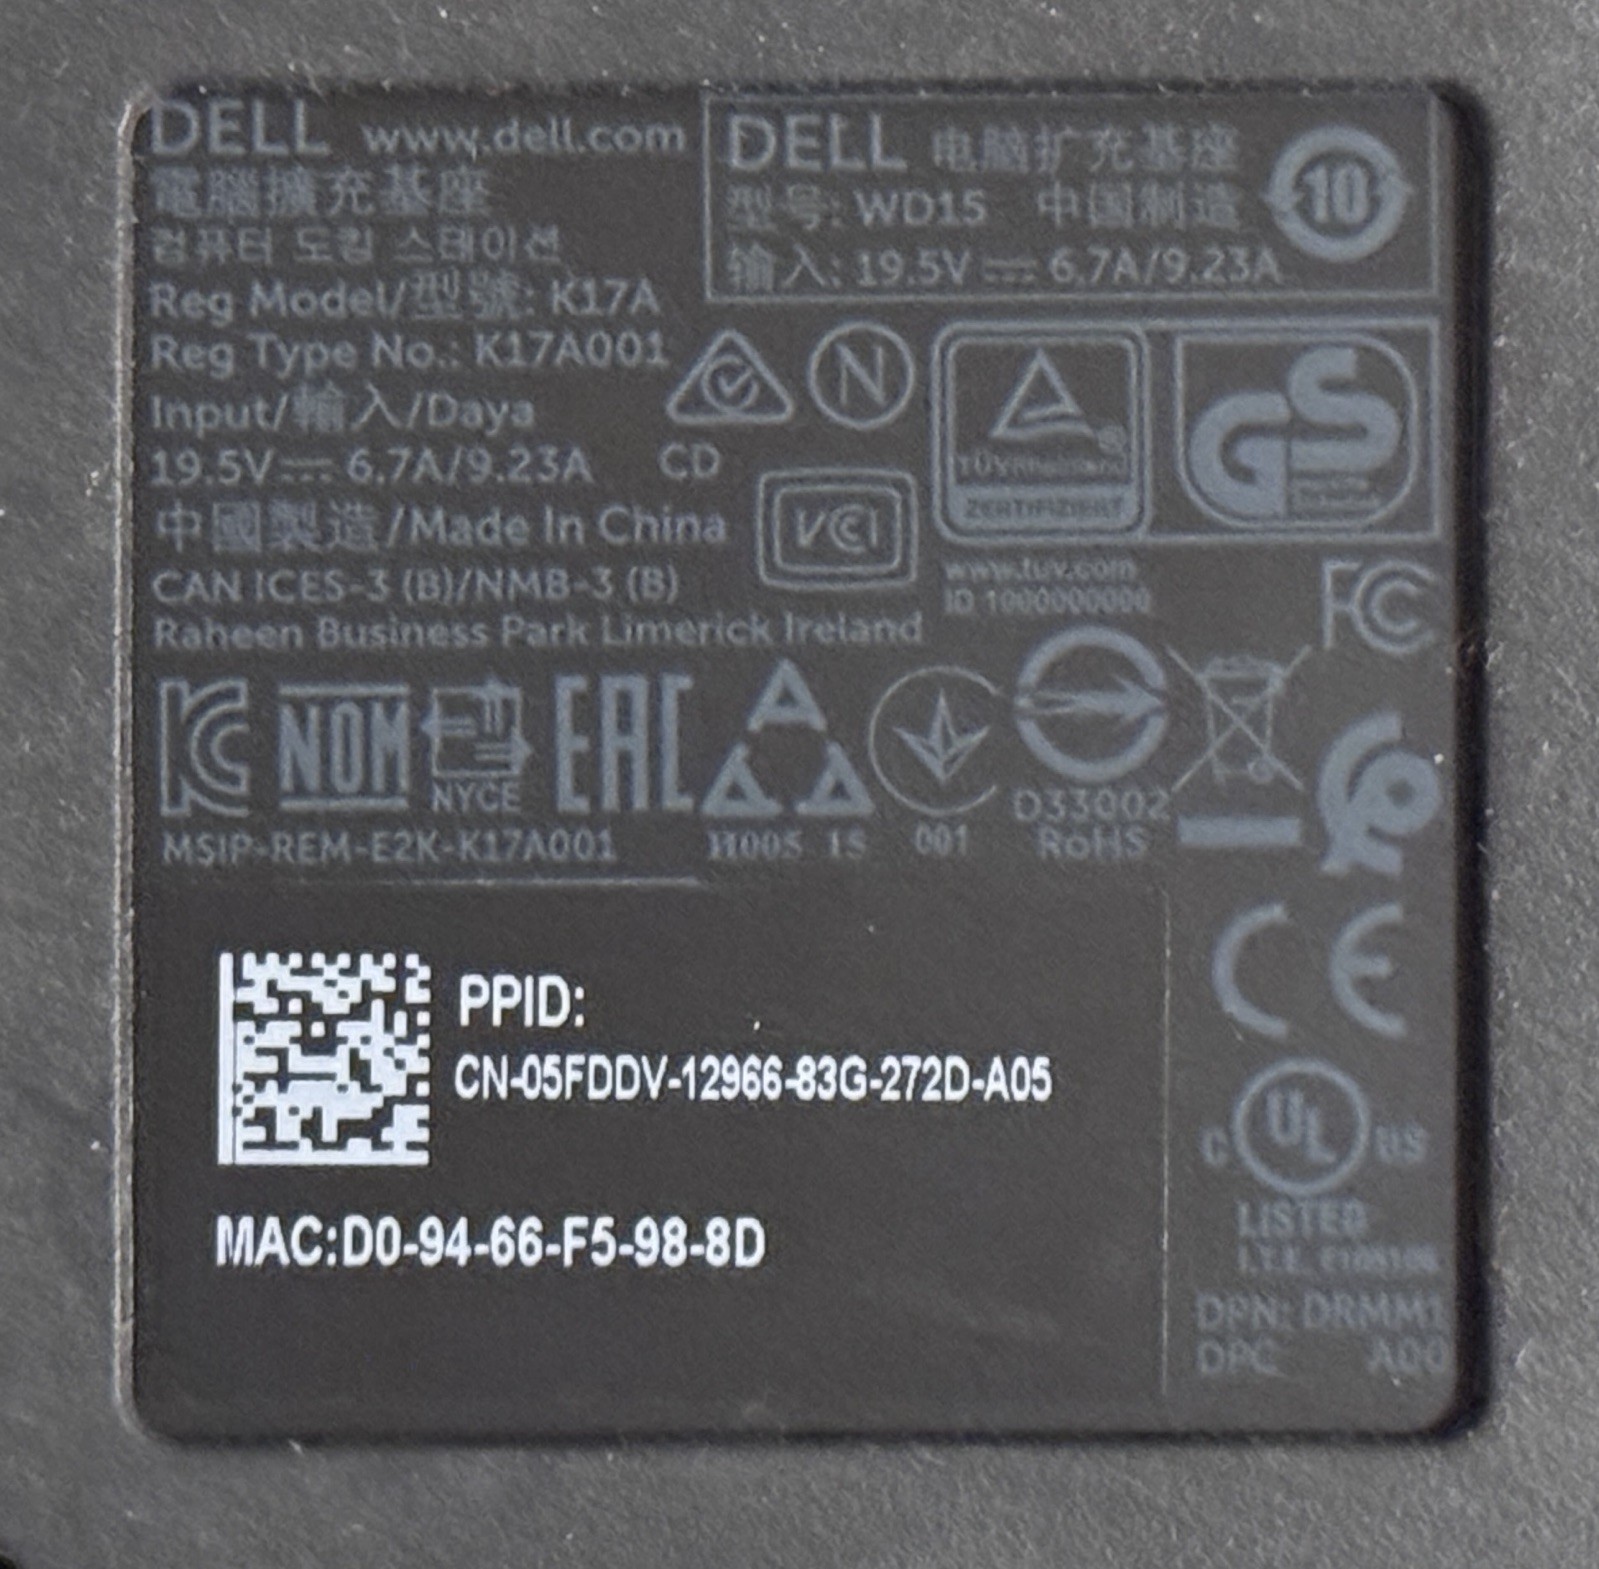 DELL www.dell.com
電腦擴充基座
컴퓨터 도킹 스테이션
Reg Model/型號: K17A
Reg Type No.: K17A001
Input/輸入/Daya
19.5V⎓ 6.7A/9.23A
CD
中國製造/Made In China
CAN ICES-3 (B)/NMB-3 (B)
Raheen Business Park Limerick Ireland
DELL 电脑扩充基座
型号: WD15 中国制造
输入: 19.5V⎓ 6.7A/9.23A
10
N
VCI
TÜVRheinland
ZERTIFIZIERT
GS
www.tuv.com
ID 1000000000
FC
KC NOM NYCE EAC
MSIP-REM-E2K-K17A001
H005 15
001
D33002
RoHS
CE
PPID:
CN-05FDDV-12966-83G-272D-A05
MAC:D0-94-66-F5-98-8D
C UL US
LISTED
I.T.E.
DPN: DRMM1
DPC A00